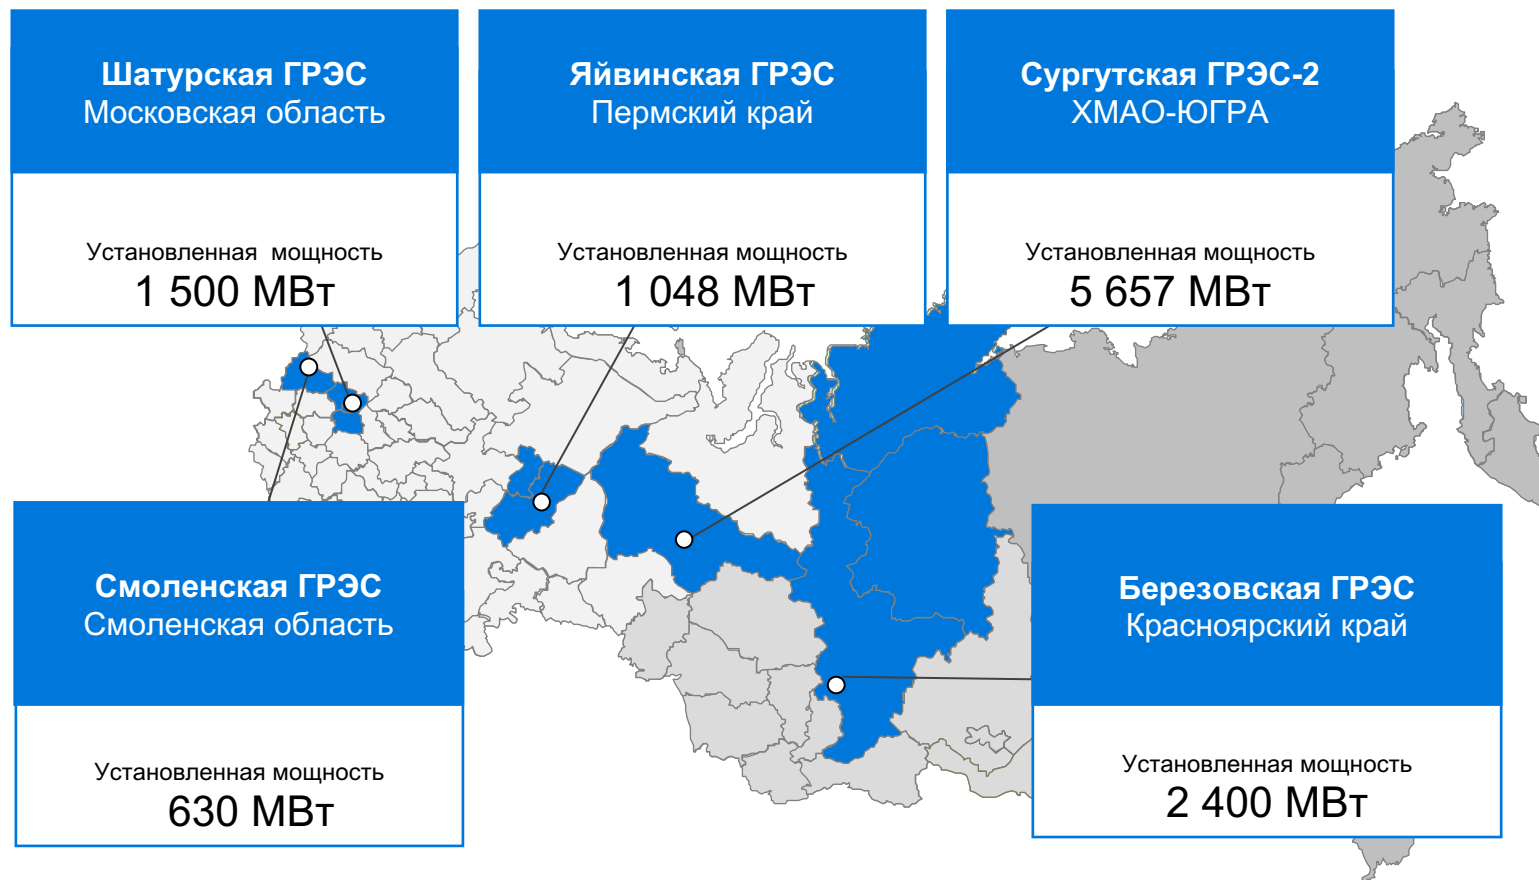 Шатурская ГРЭС
Московская область
Установленная мощность
1 500 МВт
Яйвинская ГРЭС
Пермский край
Установленная мощность
1 048 МВт
Сургутская ГРЭС-2
ХМАО-ЮГРА
Установленная мощность
5 657 МВт
Смоленская ГРЭС
Смоленская область
Установленная мощность
630 МВт
Березовская ГРЭС
Красноярский край
Установленная мощность
2 400 МВт